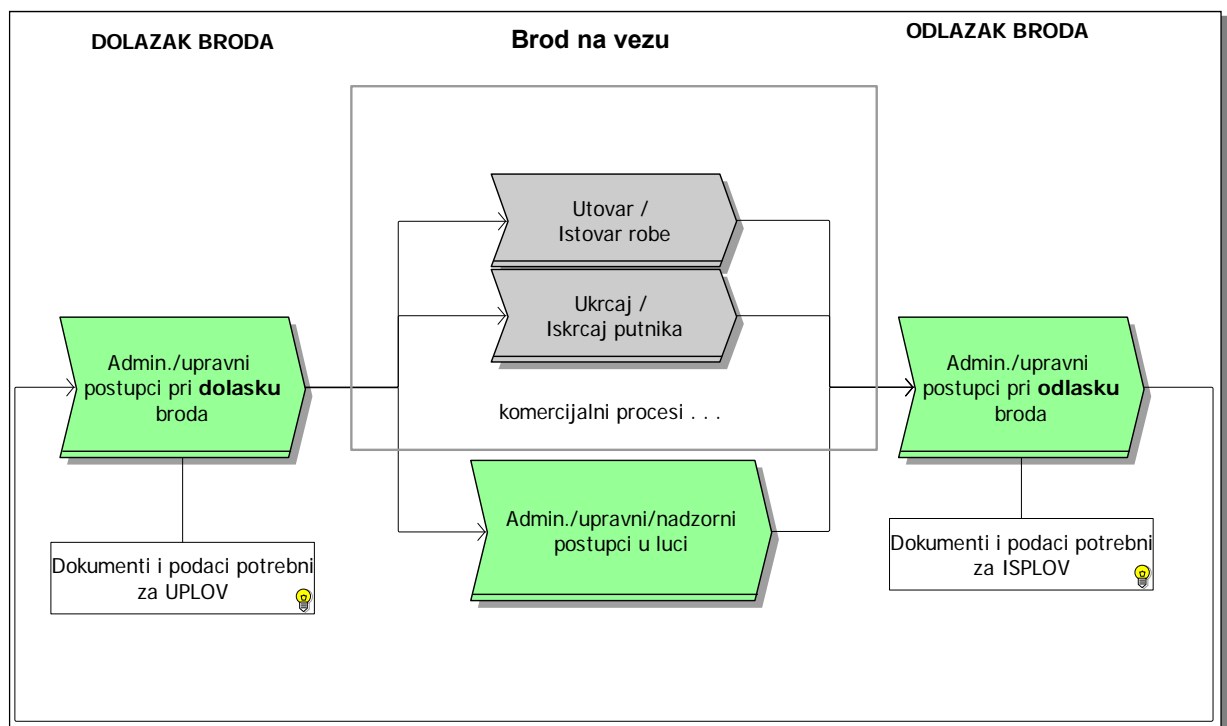 DOLAZAK BRODA
Brod na vezu
ODLAZAK BRODA
Utovar /
Istovar robe
Ukrcaj /
Iskrcaj putnika
Admin./upravni
postupci pri dolasku
broda
komercijalni procesi . . .
Admin./upravni
postupci pri odlasku
broda
Admin./upravni/nadzorni
postupci u luci
Dokumenti i podaci potrebni
za UPLOV
Dokumenti i podaci potrebni
za ISPLOV